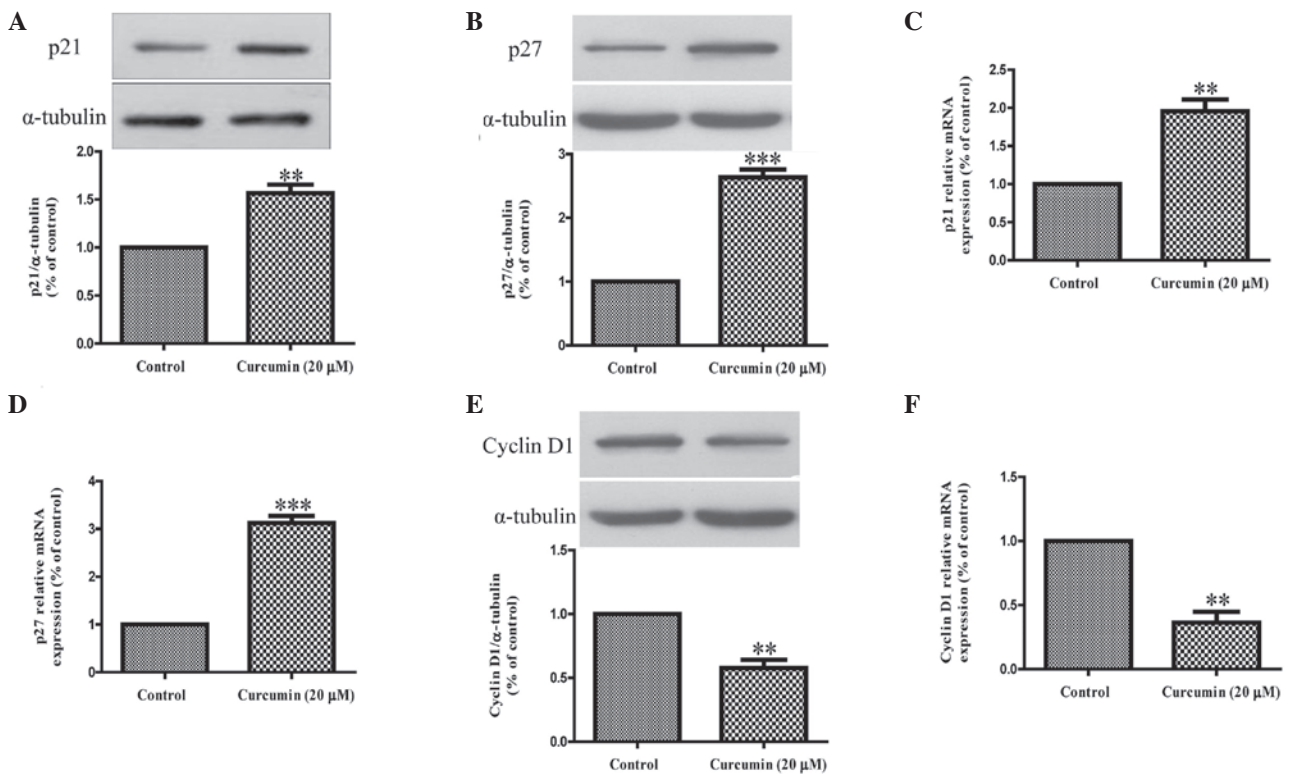 A
p21
α-tubulin
2.0
1.5
1.0
0.5
0.0
p21/α-tubulin
(% of control)
**
Control
Curcumin (20 μM)
B
p27
α-tubulin
3
2
1
0
p27/α-tubulin
(% of control)
***
Control
Curcumin (20 μM)
C
2.5
2.0
1.5
1.0
0.5
0.0
p21 relative mRNA
expression (% of control)
**
Control
Curcumin (20 μM)
D
4
3
2
1
0
p27 relative mRNA
expression (% of control)
***
Control
Curcumin (20 μM)
E
Cyclin D1
α-tubulin
1.5
1.0
0.5
0.0
Cyclin D1/α-tubulin
(% of control)
**
Control
Curcumin (20 μM)
F
1.5
1.0
0.5
0.0
Cyclin D1 relative mRNA
expression (% of control)
**
Control
Curcumin (20 μM)